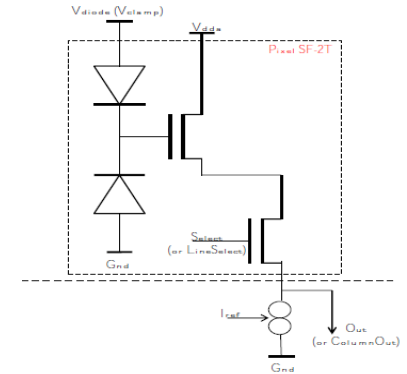 Vdiode (Vclamp)
Vdda
Pixel SF-2T
Select
(or LineSelect)
Gnd
Iref
Out
(or ColumnOut)
Gnd